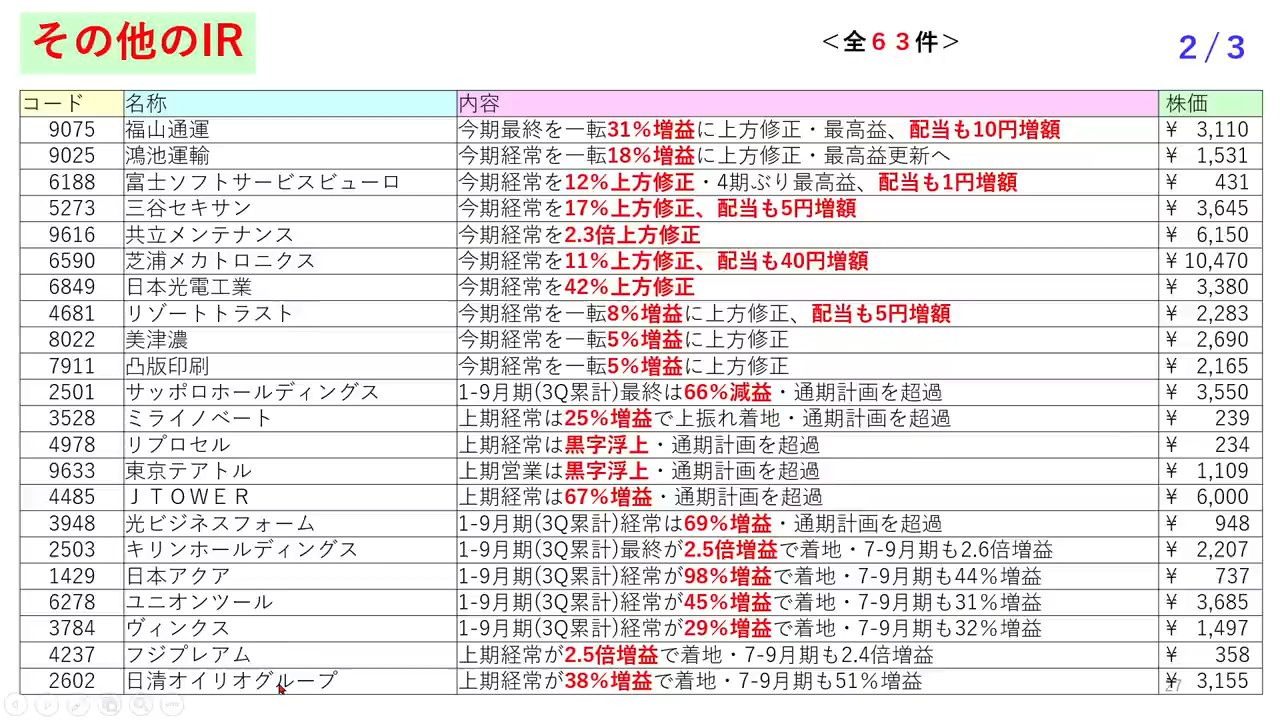 その他のIR
＜全６３件＞
2/3
コード 名称 内容 株価
9075 福山通運 今期最終を一転31%増益に上方修正・最高益、配当も10円増額 ¥ 3,110
9025 鴻池運輸 今期経常を一転18%増益に上方修正・最高益更新へ ¥ 1,531
6188 富士ソフトサービスビューロ 今期経常を12%上方修正・4期ぶり最高益、配当も1円増額 ¥ 431
5273 三谷セキサン 今期経常を17%上方修正、配当も5円増額 ¥ 3,645
9616 共立メンテナンス 今期経常を2.3倍上方修正 ¥ 6,150
6590 芝浦メカトロニクス 今期経常を11%上方修正、配当も40円増額 ¥ 10,470
6849 日本光電工業 今期経常を42%上方修正 ¥ 3,380
4681 リゾートトラスト 今期経常を一転8%増益に上方修正、配当も5円増額 ¥ 2,283
8022 美津濃 今期経常を一転5%増益に上方修正 ¥ 2,690
7911 凸版印刷 今期経常を一転5%増益に上方修正 ¥ 2,165
2501 サッポロホールディングス 1-9月期(3Q累計)最終は66%減益・通期計画を超過 ¥ 3,550
3528 ミライノベート 上期経常は25%増益で上振れ着地・通期計画を超過 ¥ 239
4978 リプロセル 上期経常は黒字浮上・通期計画を超過 ¥ 234
9633 東京テアトル 上期営業は黒字浮上・通期計画を超過 ¥ 1,109
4485 ＪＴＯＷＥＲ 上期経常は67%増益・通期計画を超過 ¥ 6,000
3948 光ビジネスフォーム 1-9月期(3Q累計)経常は69%増益・通期計画を超過 ¥ 948
2503 キリンホールディングス 1-9月期(3Q累計)最終が2.5倍増益で着地・7-9月期も2.6倍増益 ¥ 2,207
1429 日本アクア 1-9月期(3Q累計)経常が98%増益で着地・7-9月期も44%増益 ¥ 737
6278 ユニオンツール 1-9月期(3Q累計)経常が45%増益で着地・7-9月期も31%増益 ¥ 3,685
3784 ヴィンクス 1-9月期(3Q累計)経常が29%増益で着地・7-9月期も32%増益 ¥ 1,497
4237 フジプレアム 上期経常が2.5倍増益で着地・7-9月期も2.4倍増益 ¥ 358
2602 日清オイリオグループ 上期経常が38%増益で着地・7-9月期も51%増益 ¥ 3,155
27